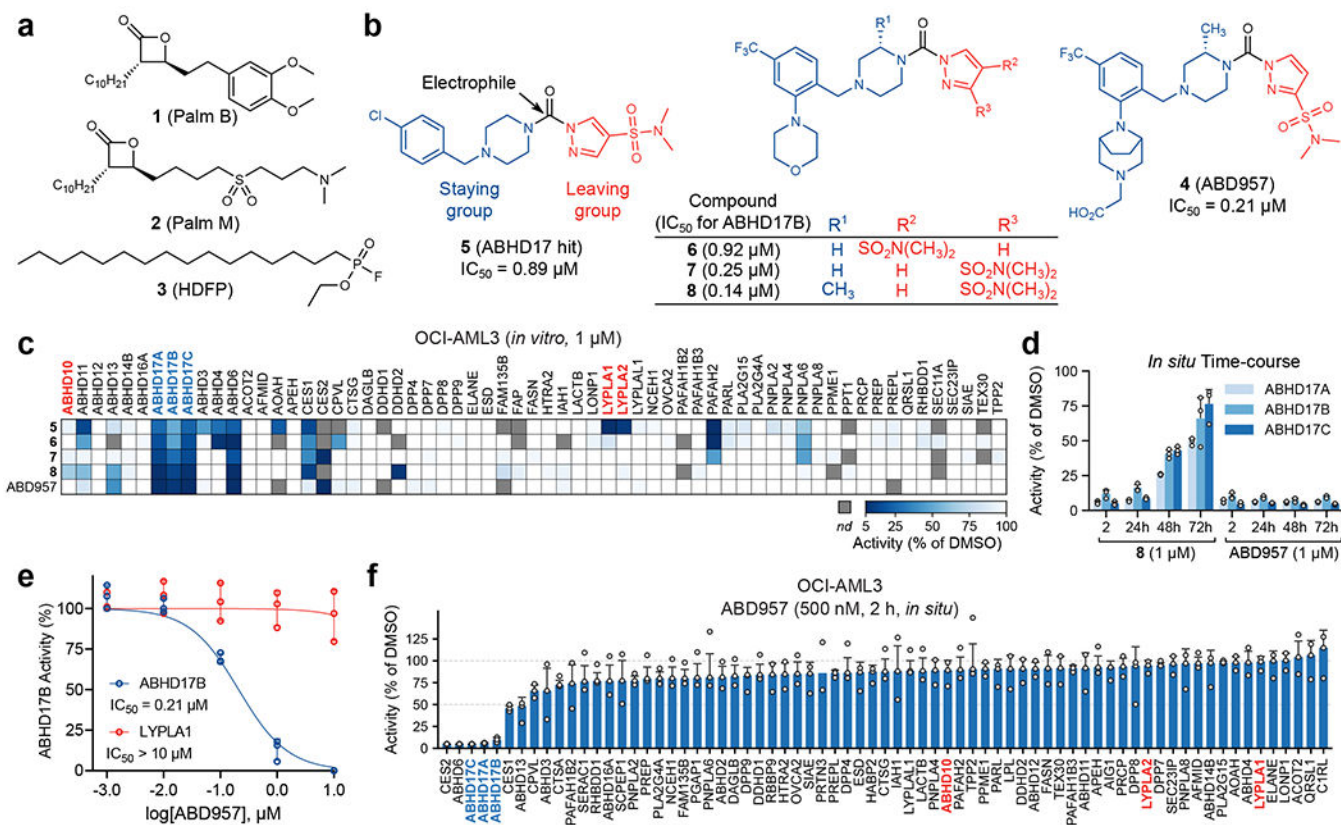 a
O
O
C10H21
O
O
1 (Palm B)
O
O
C10H21
S
O O
N
2 (Palm M)
O
P
F
O
3 (HDFP)
b
Electrophile
O
Cl
N
N
N
N
O
S
N
O
Staying
group
Leaving
group
5 (ABHD17 hit)
IC50 = 0.89 µM
R1
O
F3C
N
N
N
N
R2
R3
N
O
Compound
(IC50 for ABHD17B) R1 R2 R3
6 (0.92 µM) H SO2N(CH3)2 H
7 (0.25 µM) H H SO2N(CH3)2
8 (0.14 µM) CH3 H SO2N(CH3)2
CH3
O
F3C
N
N
N
N
O
S
O
N
N
N
HO2C
4 (ABD957)
IC50 = 0.21 µM
c
OCI-AML3 (in vitro, 1 µM)
ABHD10
ABHD11
ABHD12
ABHD13
ABHD14B
ABHD16A
ABHD17A
ABHD17B
ABHD17C
ABHD3
ABHD4
ABHD6
ACOT2
AFMID
AOAH
APEH
CES1
CES2
CPVL
CTSG
DAGLB
DDHD1
DDHD2
DPP4
DPP7
DPP8
DPP9
ELANE
ESD
FAM135B
FAP
FASN
HTRA2
IAH1
LACTB
LONP1
LYPLA1
LYPLA2
LYPLAL1
NCEH1
OVCA2
PAFAH1B2
PAFAH1B3
PAFAH2
PARL
PLA2G15
PLA2G4A
PNPLA2
PNPLA4
PNPLA6
PNPLA8
PPME1
PPT1
PRCP
PREP
PREPL
QRSL1
RHBDD1
SEC11A
SEC23IP
SIAE
TEX30
TPP2
5
6
7
8
ABD957
nd
5 25 50 75 100
Activity (% of DMSO)
d
In situ Time-course
ABHD17A
ABHD17B
ABHD17C
Activity (% of DMSO)
100
75
50
25
0
2 24h 48h 72h 2 24h 48h 72h
8 (1 µM) ABD957 (1 µM)
e
ABHD17B Activity (%)
100
75
50
25
0
ABHD17B
IC50 = 0.21 µM
LYPLA1
IC50 > 10 µM
-3.0 -2.0 -1.0 0.0 1.0
log[ABD957], µM
f
OCI-AML3
ABD957 (500 nM, 2 h, in situ)
Activity (% of DMSO)
125
100
75
50
25
0
CES2
ABHD6
ABHD17C
ABHD17A
ABHD17B
CES1
ABHD13
CPVL
ABHD3
CTSA
PAFAH1B2
SERAC1
RHBDD1
ABHD16A
SCPEP1
PNPLA2
PREP
PLA2G4A
NCEH1
FAM135B
PGAP1
PNPLA6
ABHD2
DAGLB
DPP9
DDHD1
RBBP9
HTRA2
OVCA2
SIAE
PRTN3
PREPL
DPP4
ESD
HABP2
CTSG
IAH1
LYPLAL1
LACTB
PNPLA4
ABHD10
PAFAH2
TPP2
PPME1
PARL
LPL
DDHD2
ABHD12
FASN
TEX30
PAFAH1B3
ABHD11
APEH
AIG1
PRCP
DPP8
LYPLA2
DPP7
SEC23IP
PNPLA8
AFMID
ABHD14B
PLA2G15
AOAH
ABHD4
LYPLA1
ELANE
LONP1
ACOT2
QRSL1
C1RL